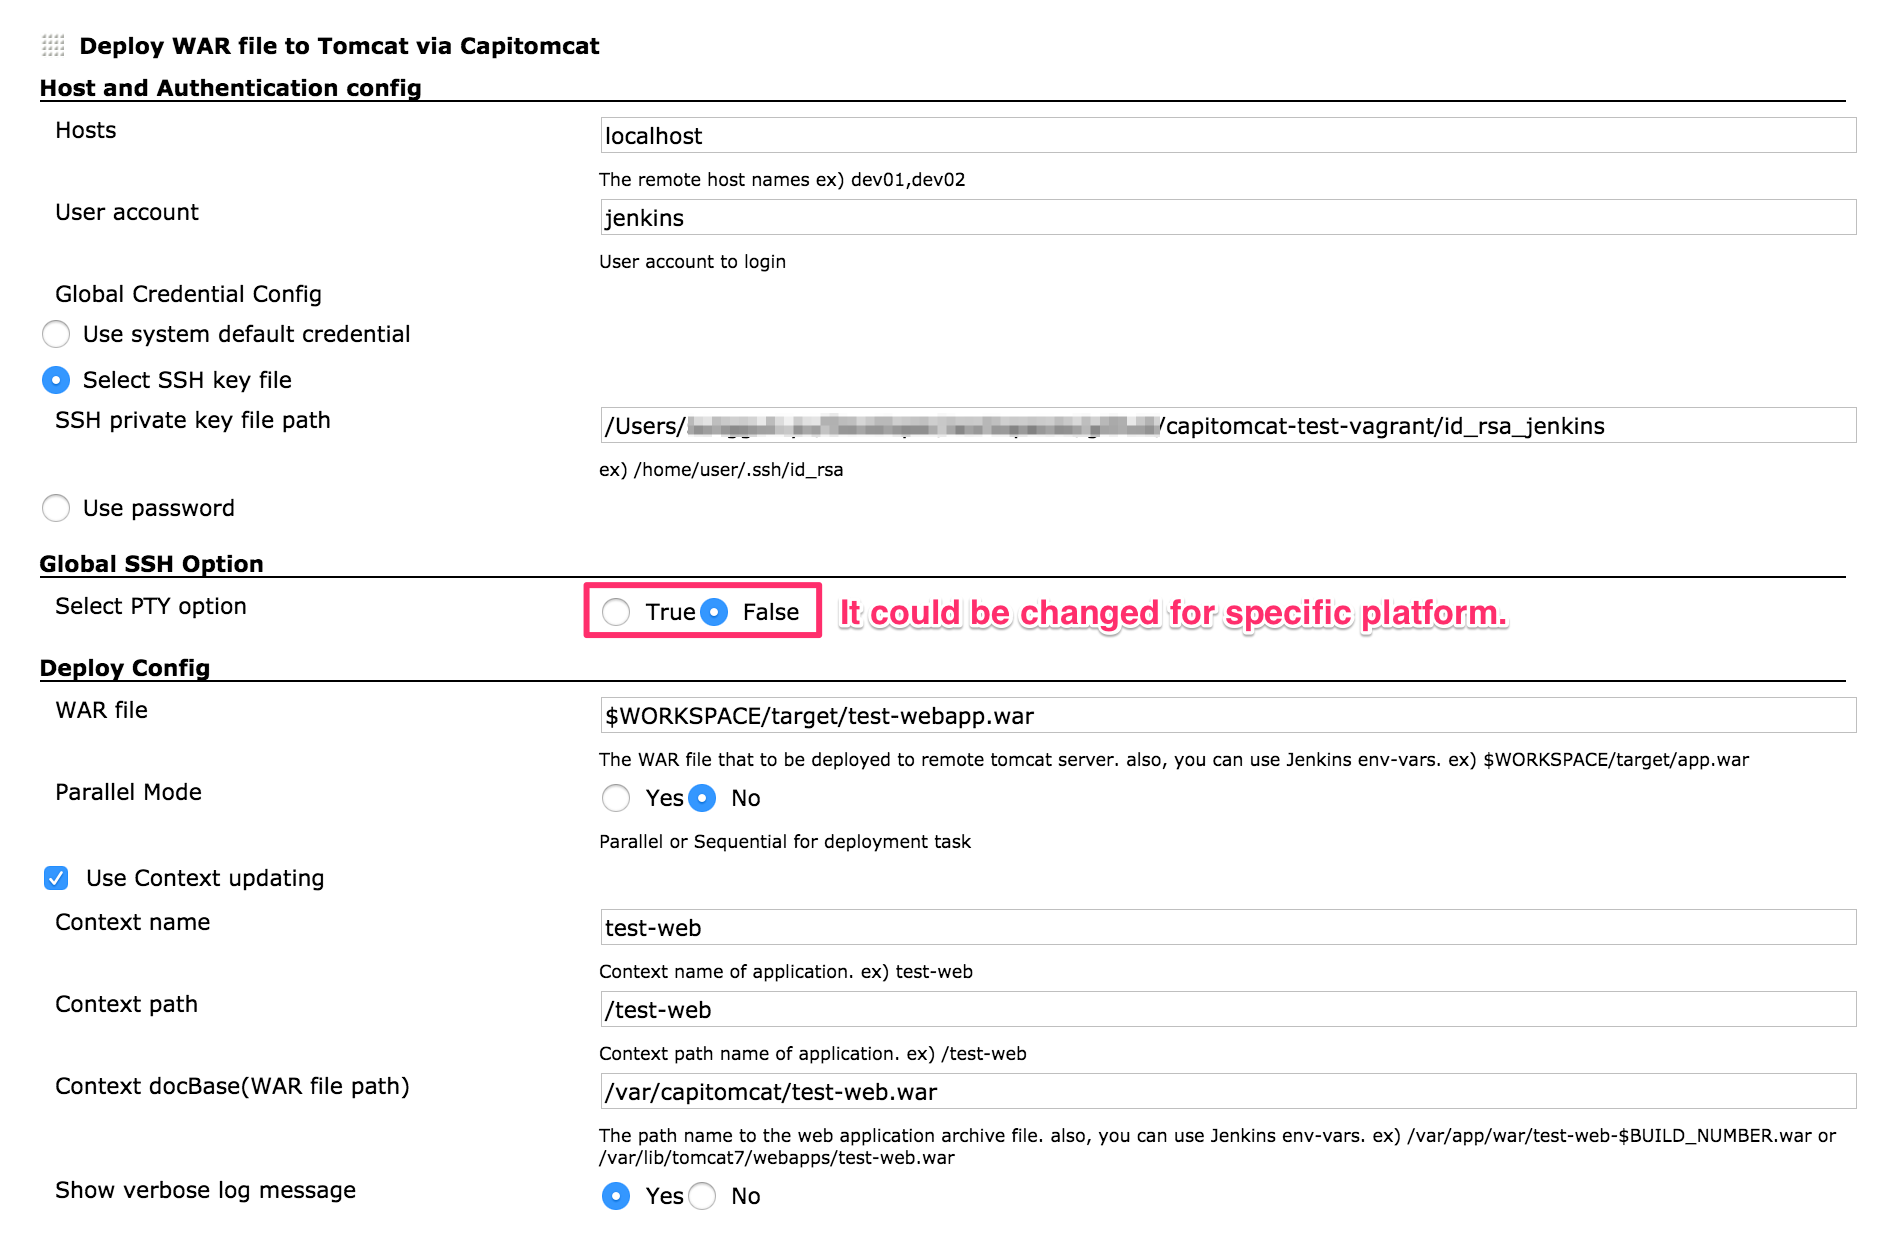 Deploy WAR file to Tomcat via Capitomcat
Host and Authentication config
Hosts
localhost
The remote host names ex) dev01,dev02
User account
jenkins
User account to login
Global Credential Config
Use system default credential
Select SSH key file
SSH private key file path
/Users/ /capitomcat-test-vagrant/id_rsa_jenkins
ex) /home/user/.ssh/id_rsa
Use password
Global SSH Option
Select PTY option
True False It could be changed for specific platform.
Deploy Config
WAR file
$WORKSPACE/target/test-webapp.war
The WAR file that to be deployed to remote tomcat server. also, you can use Jenkins env-vars. ex) $WORKSPACE/target/app.war
Parallel Mode
Yes No
Parallel or Sequential for deployment task
Use Context updating
Context name
test-web
Context name of application. ex) test-web
Context path
/test-web
Context path name of application. ex) /test-web
Context docBase(WAR file path)
/var/capitomcat/test-web.war
The path name to the web application archive file. also, you can use Jenkins env-vars. ex) /var/app/war/test-web-$BUILD_NUMBER.war or
/var/lib/tomcat7/webapps/test-web.war
Show verbose log message
Yes No